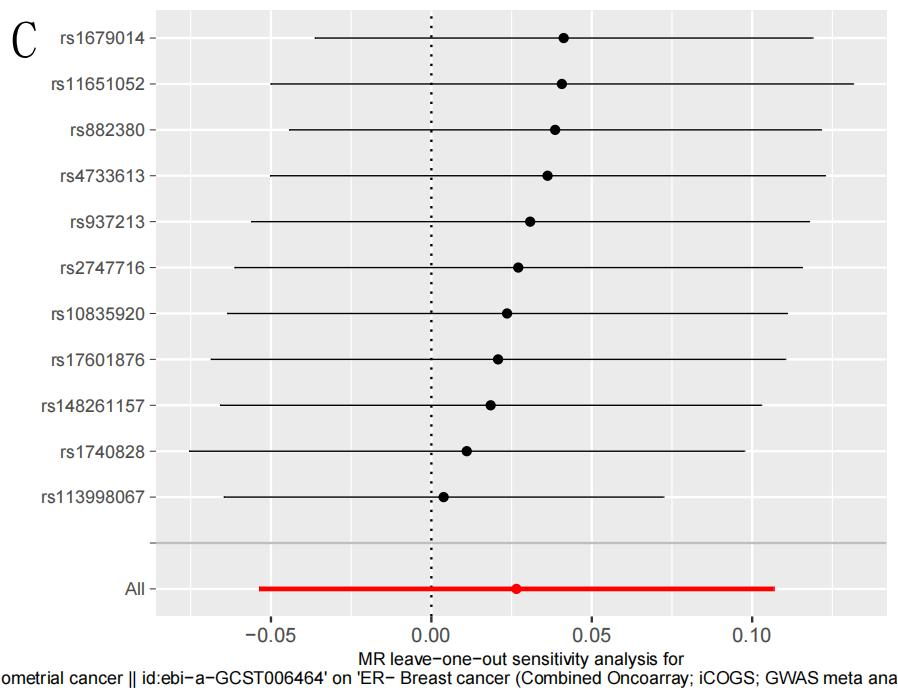 C
rs1679014
rs11651052
rs882380
rs4733613
rs937213
rs2747716
rs10835920
rs17601876
rs148261157
rs1740828
rs113998067
All
−0.05 0.00 0.05 0.10
MR leave−one−out sensitivity analysis for
ometrial cancer || id:ebi−a−GCST006464' on 'ER− Breast cancer (Combined Oncoarray; iCOGS; GWAS meta ana